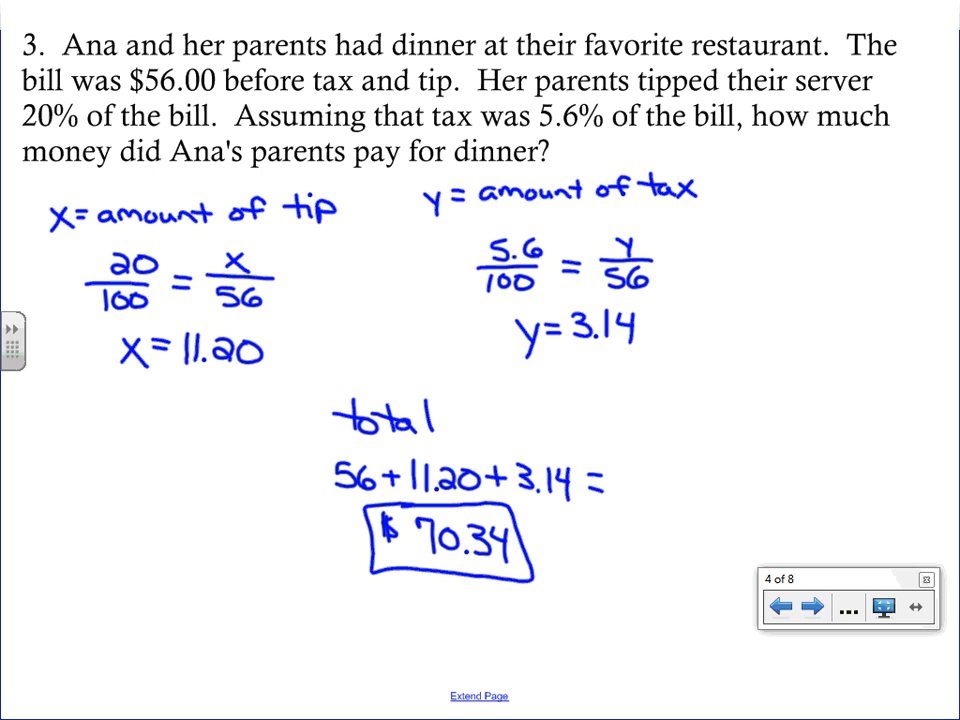 3. Ana and her parents had dinner at their favorite restaurant. The
bill was $56.00 before tax and tip. Her parents tipped their server
20% of the bill. Assuming that tax was 5.6% of the bill, how much
money did Ana's parents pay for dinner?
x = amount of tip
20/100 = x/56
x = 11.20
y = amount of tax
5.6/100 = y/56
y = 3.14
total
56 + 11.20 + 3.14 =
$ 70.34
4 of 8
...
Extend Page